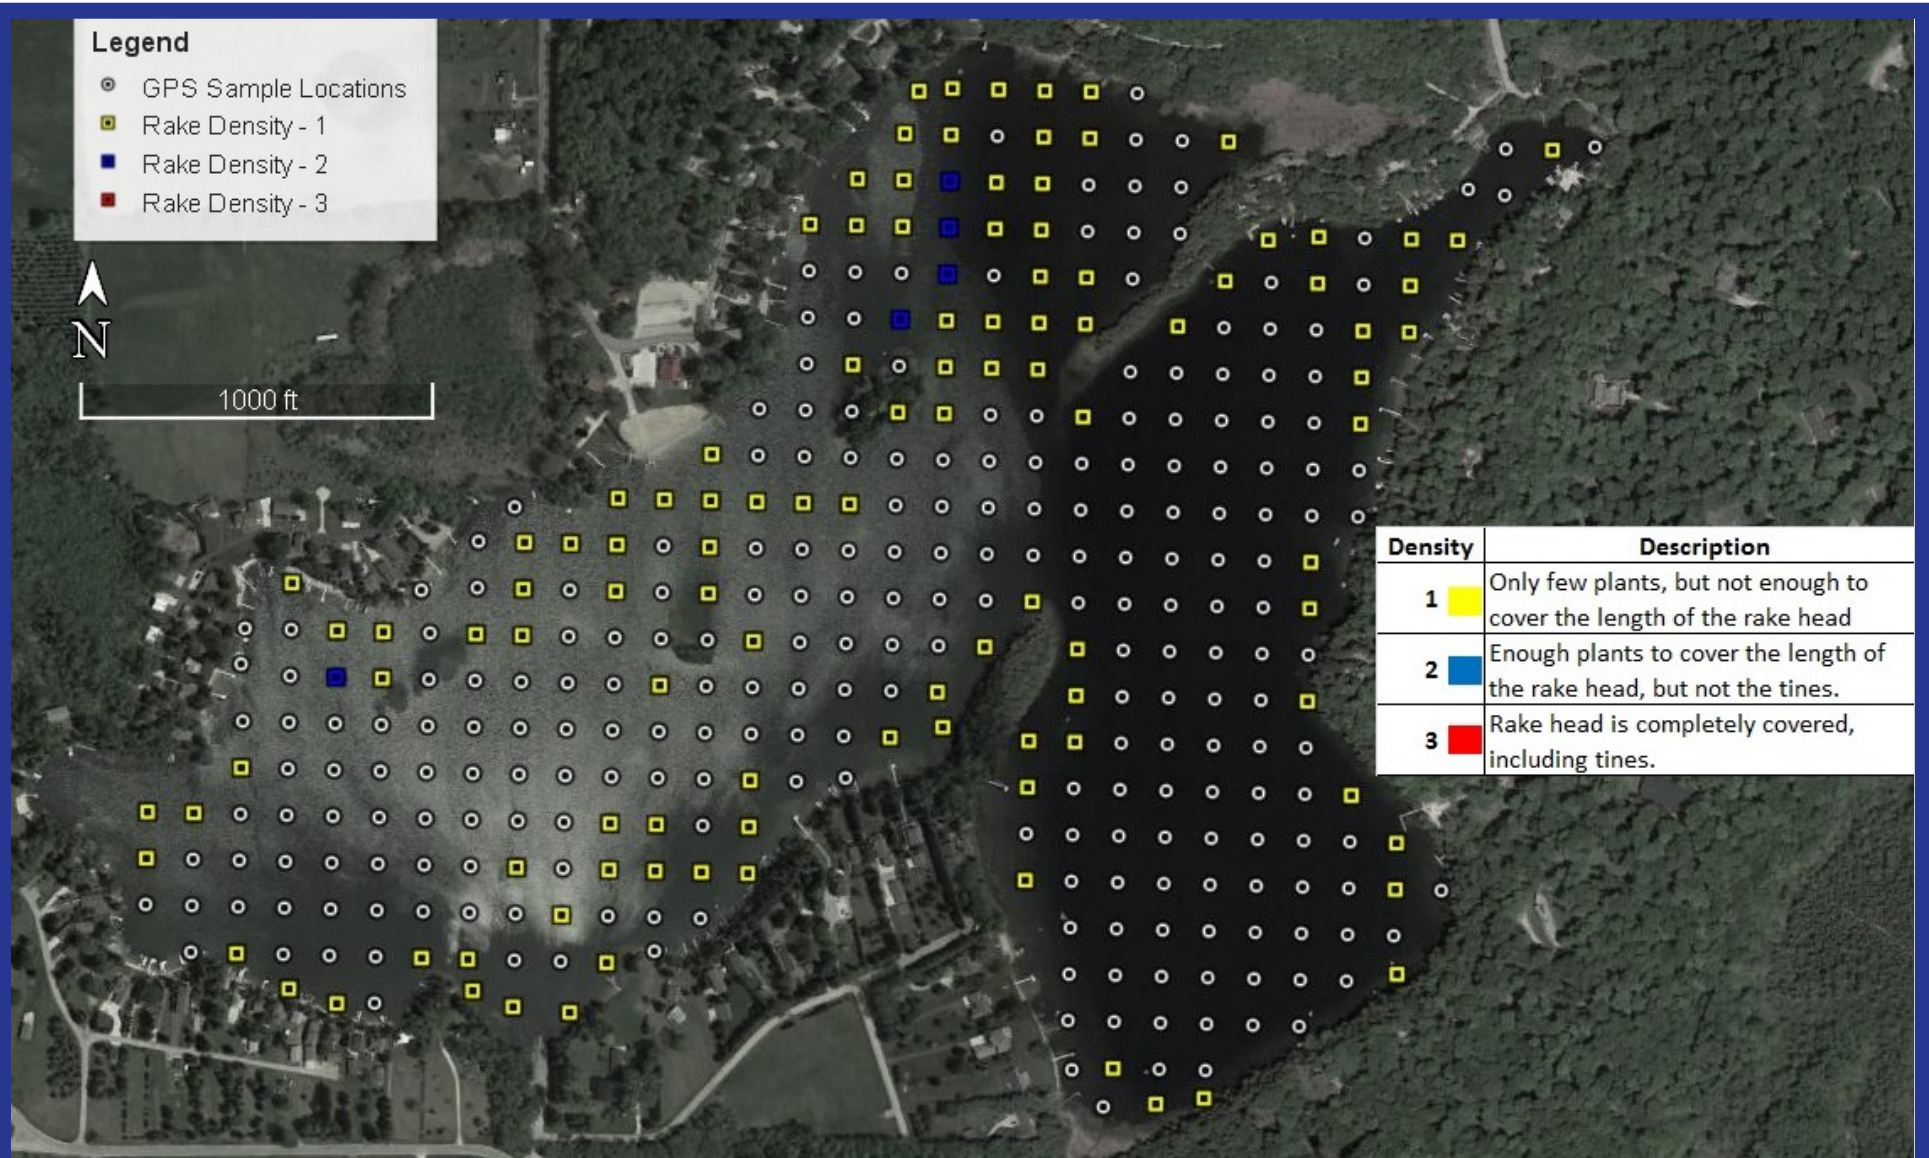 Legend
GPS Sample Locations
Rake Density - 1
Rake Density - 2
Rake Density - 3
N
1000 ft
Density Description
1 Only few plants, but not enough to
cover the length of the rake head
2 Enough plants to cover the length of
the rake head, but not the tines.
3 Rake head is completely covered,
including tines.